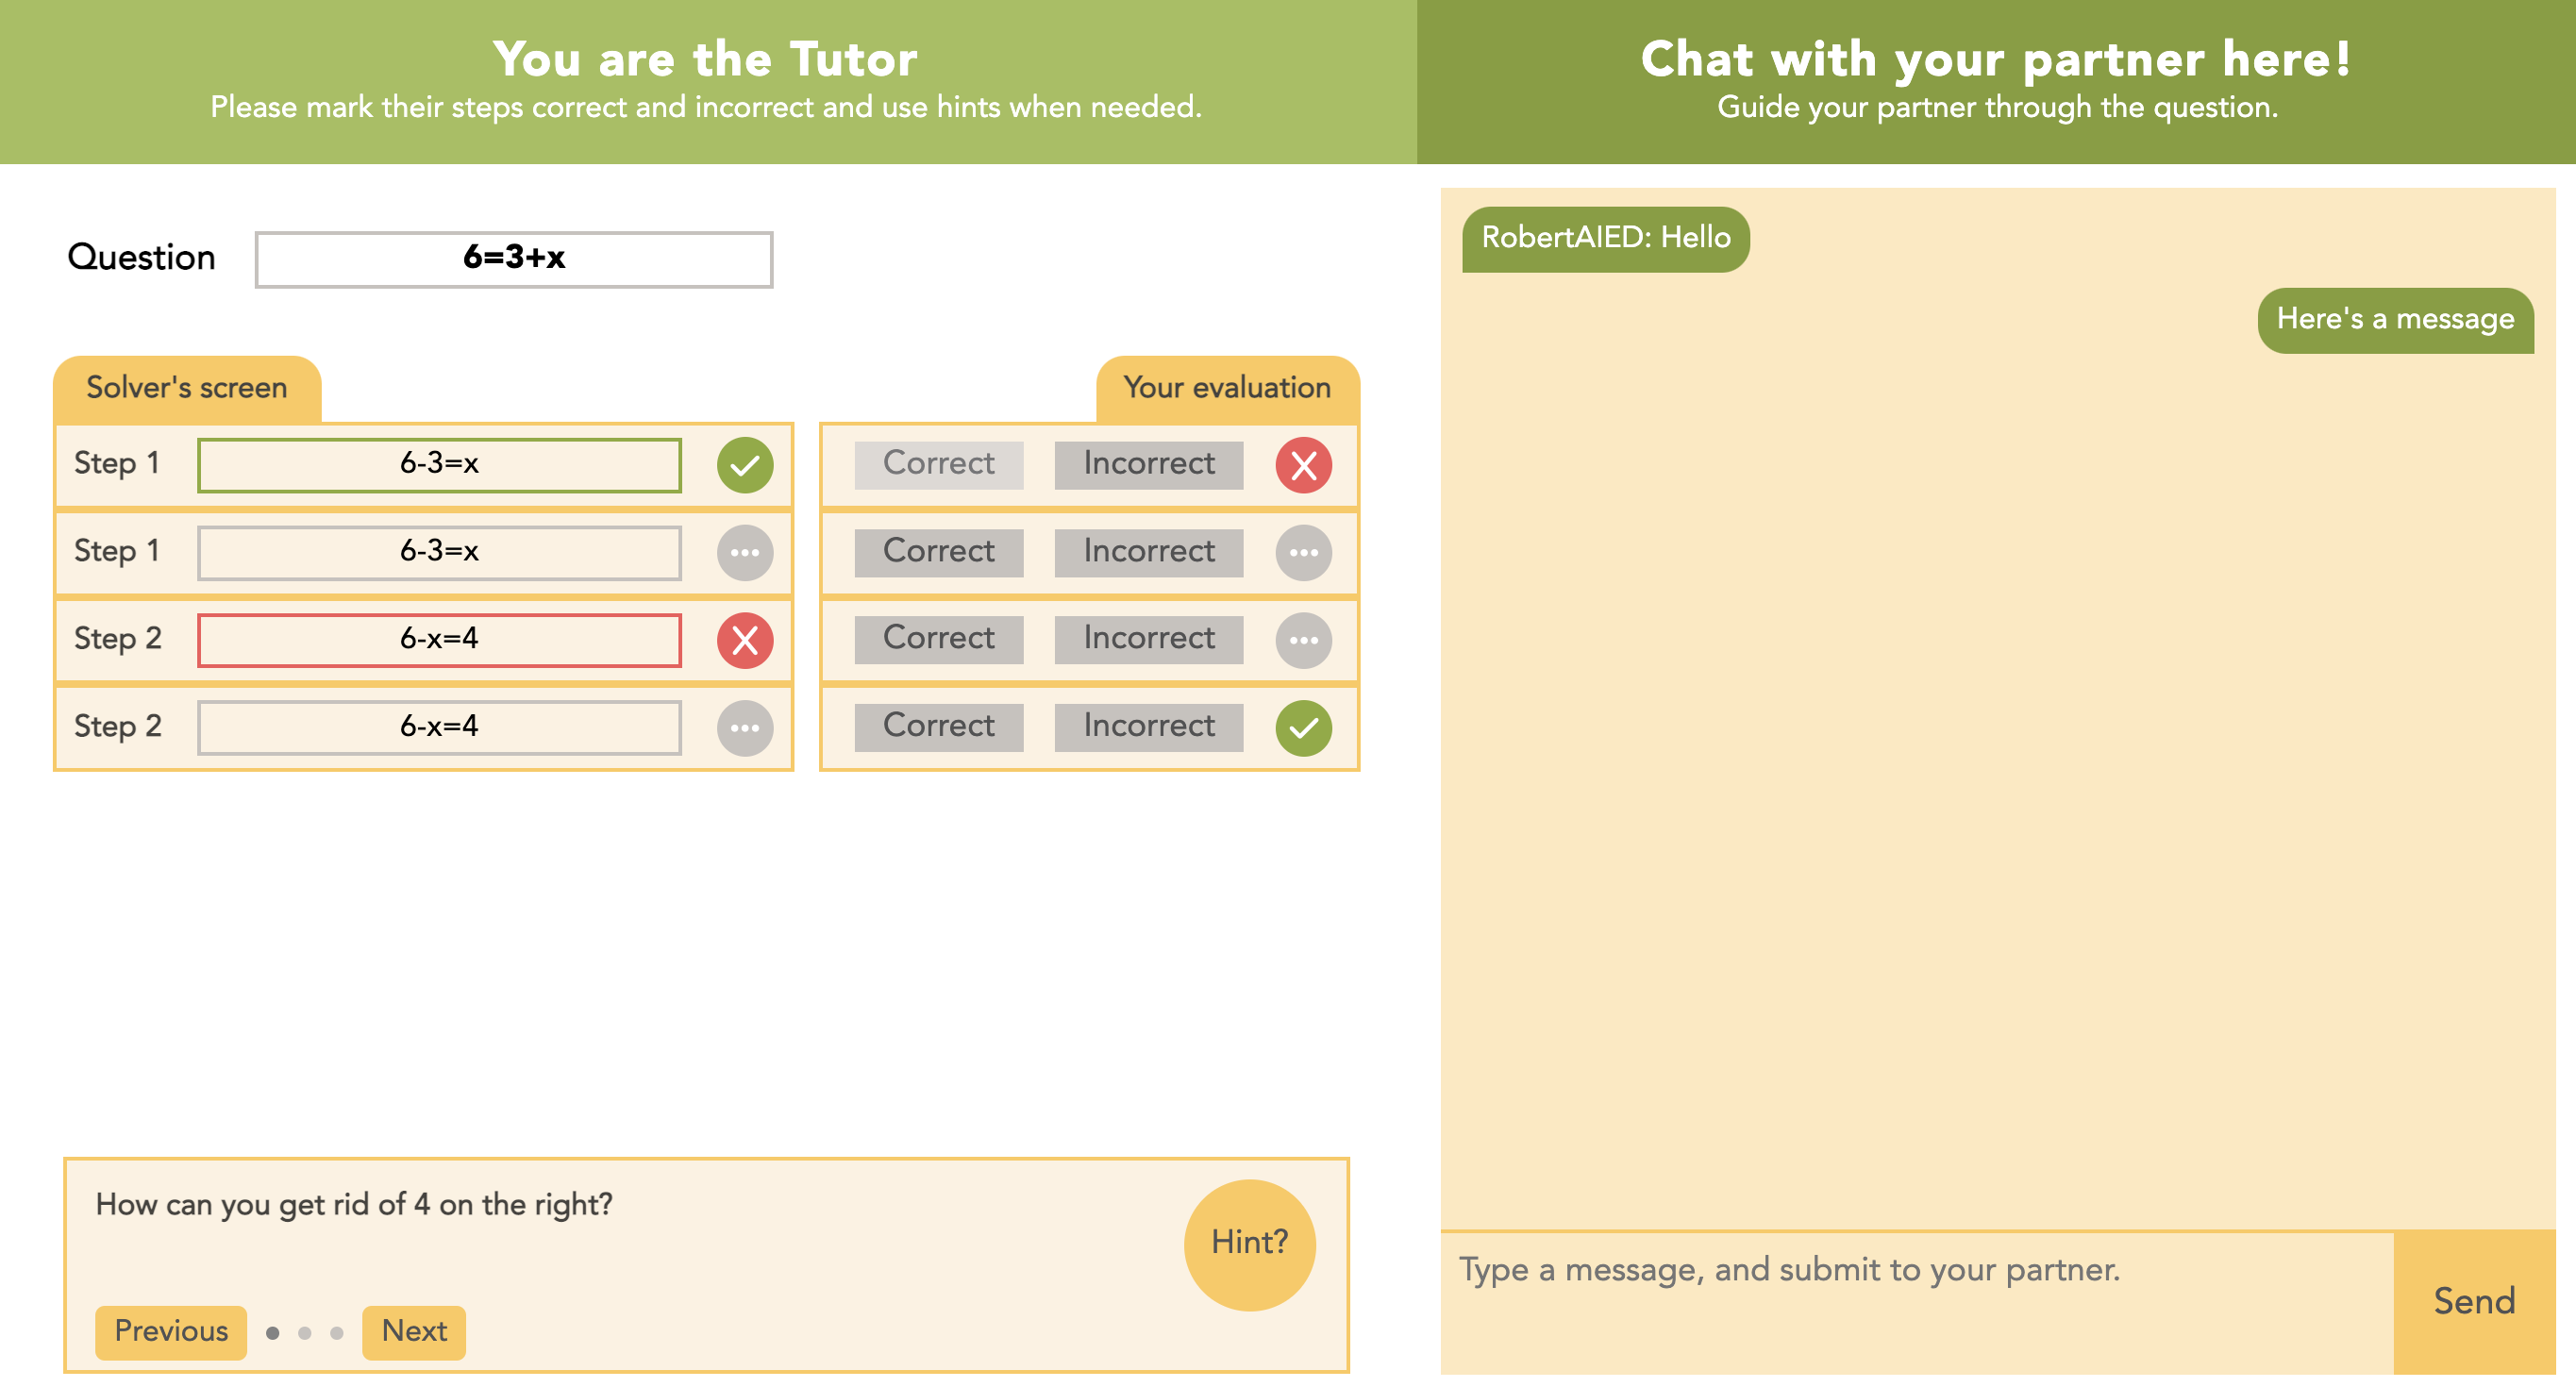 You are the Tutor
Please mark their steps correct and incorrect and use hints when needed.
Chat with your partner here!
Guide your partner through the question.
Question
6=3+x
Solver's screen
Your evaluation
Step 1 6-3=x Correct Incorrect
Step 1 6-3=x Correct Incorrect
Step 2 6-x=4 Correct Incorrect
Step 2 6-x=4 Correct Incorrect
How can you get rid of 4 on the right?
Hint?
Previous
Next
RobertAIED: Hello
Here's a message
Type a message, and submit to your partner.
Send